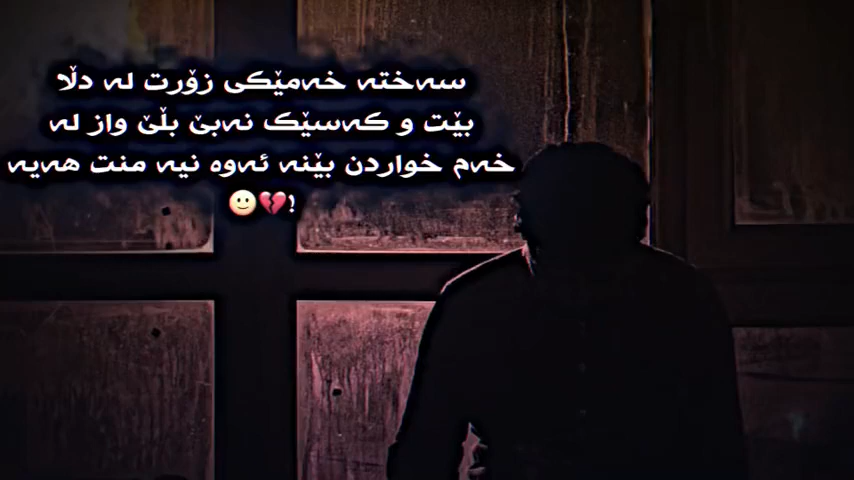 سەختە خەمێکی زۆرت لە دڵا
بێت و کەسێک نەبێ بڵێ واز لە
خەم خواردن بێنە ئەوە نیە منت هەیە
!💔🙂